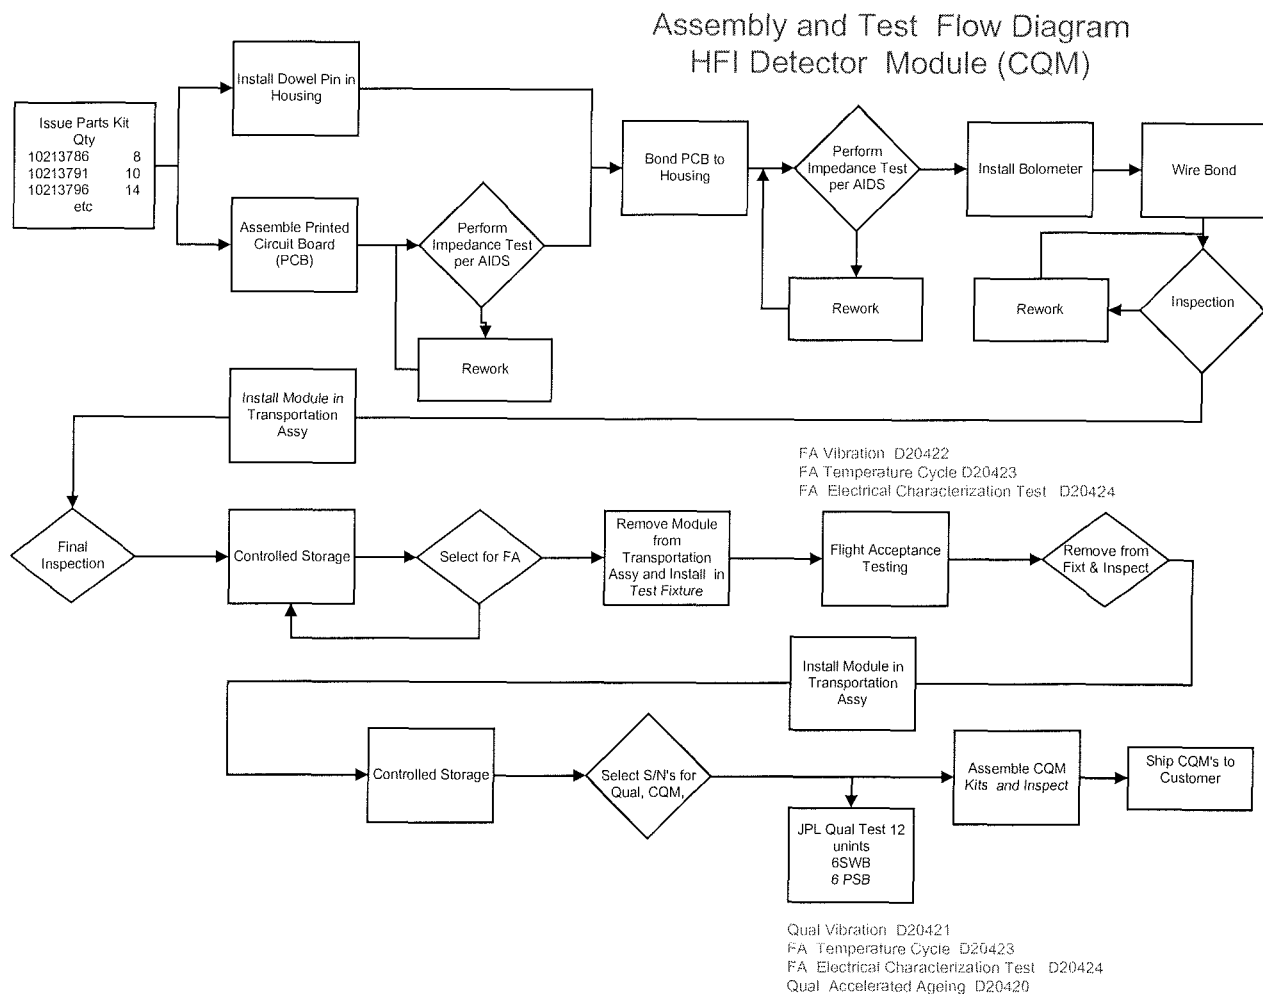 Assembly and Test Flow Diagram
HFI Detector Module (CQM)
Install Dowel Pin in
Housing
Issue Parts Kit
Qty
10213786 8
10213791 10
10213796 14
etc
Assemble Printed
Circuit Board
(PCB)
Perform
Impedance Test
per AIDS
Rework
Bond PCB to
Housing
Perform
Impedance Test
per AIDS
Rework
Install Bolometer
Wire Bond
Rework
Inspection
Install Module in
Transportation
Assy
FA Vibration D20422
FA Temperature Cycle D20423
FA Electrical Characterization Test D20424
Final
Inspection
Controlled Storage
Select for FA
Remove Module
from
Transportation
Assy and Install in
Test Fixture
Flight Acceptance
Testing
Remove from
Fixt & Inspect
Install Module in
Transportation
Assy
Controlled Storage
Select S/N's for
Qual, CQM,
Assemble CQM
Kits and Inspect
Ship CQM's to
Customer
JPL Qual Test 12
unints
6SWB
6 PSB
Qual Vibration D20421
FA Temperature Cycle D20423
FA Electrical Characterization Test D20424
Qual Accelerated Ageing D20420